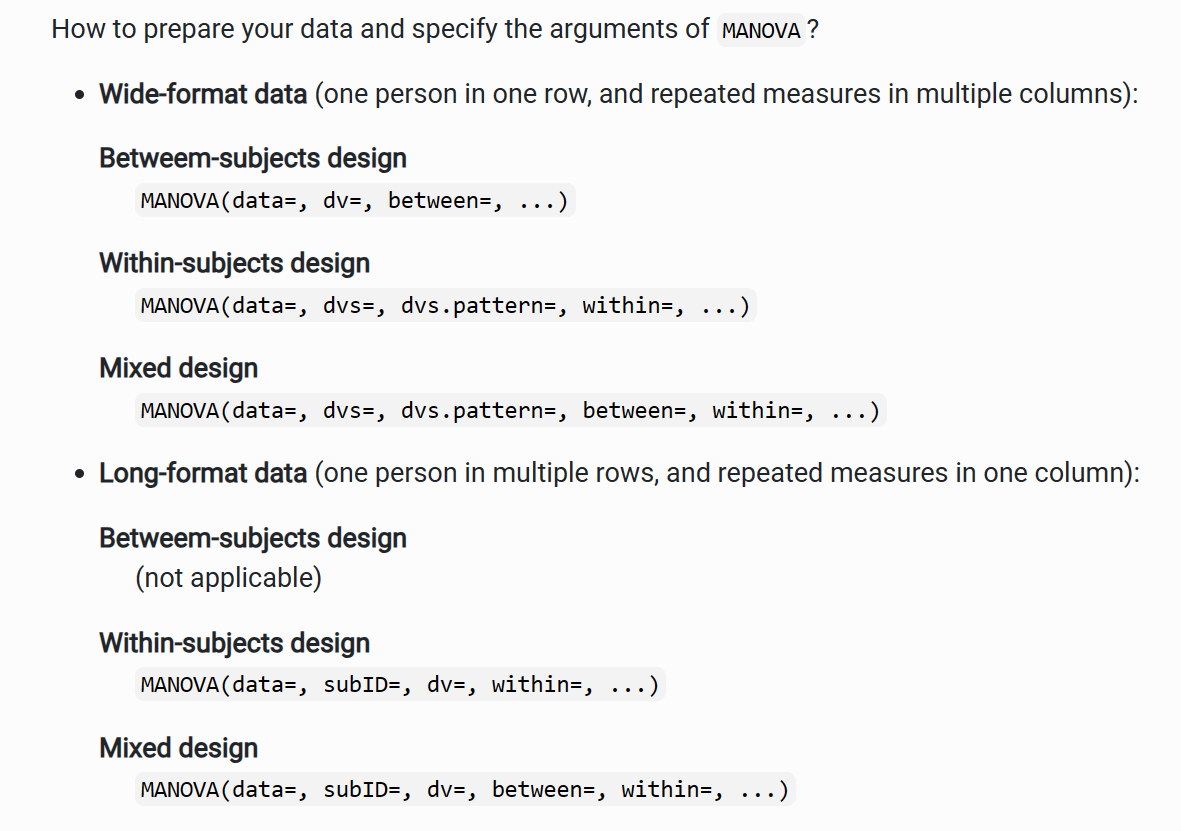 How to prepare your data and specify the arguments of MANOVA?
• Wide-format data (one person in one row, and repeated measures in multiple columns):
Betweem-subjects design
MANOVA(data=, dv=, between=, ...)
Within-subjects design
MANOVA(data=, dvs=, dvs.pattern=, within=, ...)
Mixed design
MANOVA(data=, dvs=, dvs.pattern=, between=, within=, ...)
• Long-format data (one person in multiple rows, and repeated measures in one column):
Betweem-subjects design
(not applicable)
Within-subjects design
MANOVA(data=, subID=, dv=, within=, ...)
Mixed design
MANOVA(data=, subID=, dv=, between=, within=, ...)